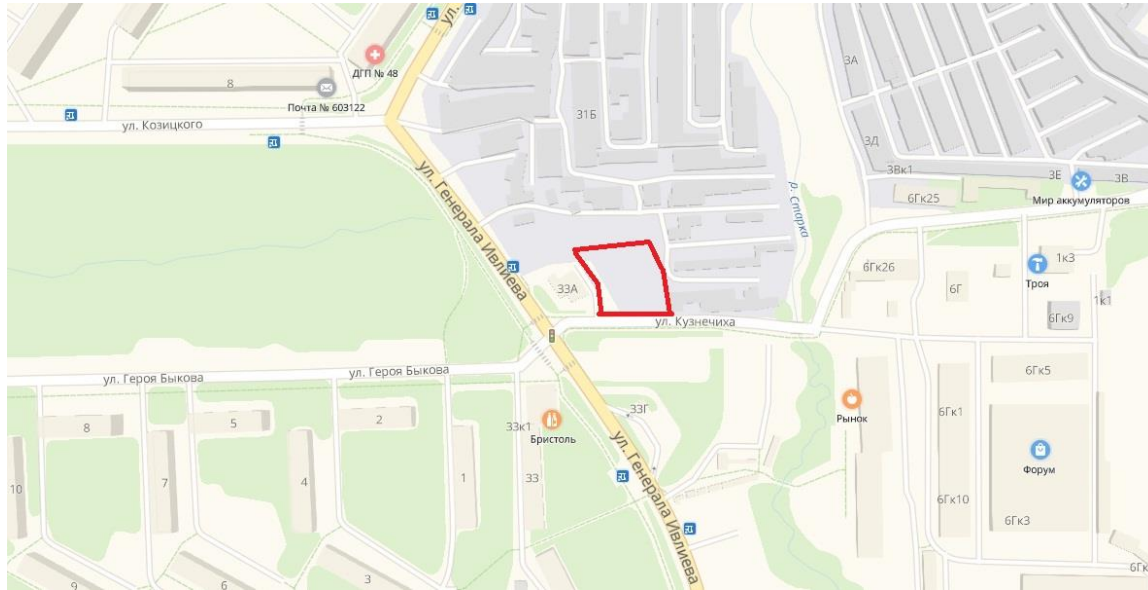 ул.
ДГП № 48
8
Почта № 603122
ул. Козицкого
31Б
3А
3Д
3Вк1
3Е
3В
Мир аккумуляторов
6Гк25
р. Старка
ул. Генерала Ивлиева
33А
6Гк26
6Г
1к3
Троя
1к1
6Гк9
ул. Кузнечиха
ул. Героя Быкова
ул. Героя Быкова
6Гк5
8
5
2
33к1
Бристоль
33Г
Рынок
6Гк1
Форум
10
7
4
1
33
ул. Генерала Ивлиева
6Гк10
6Гк3
9
6
3
6Гк